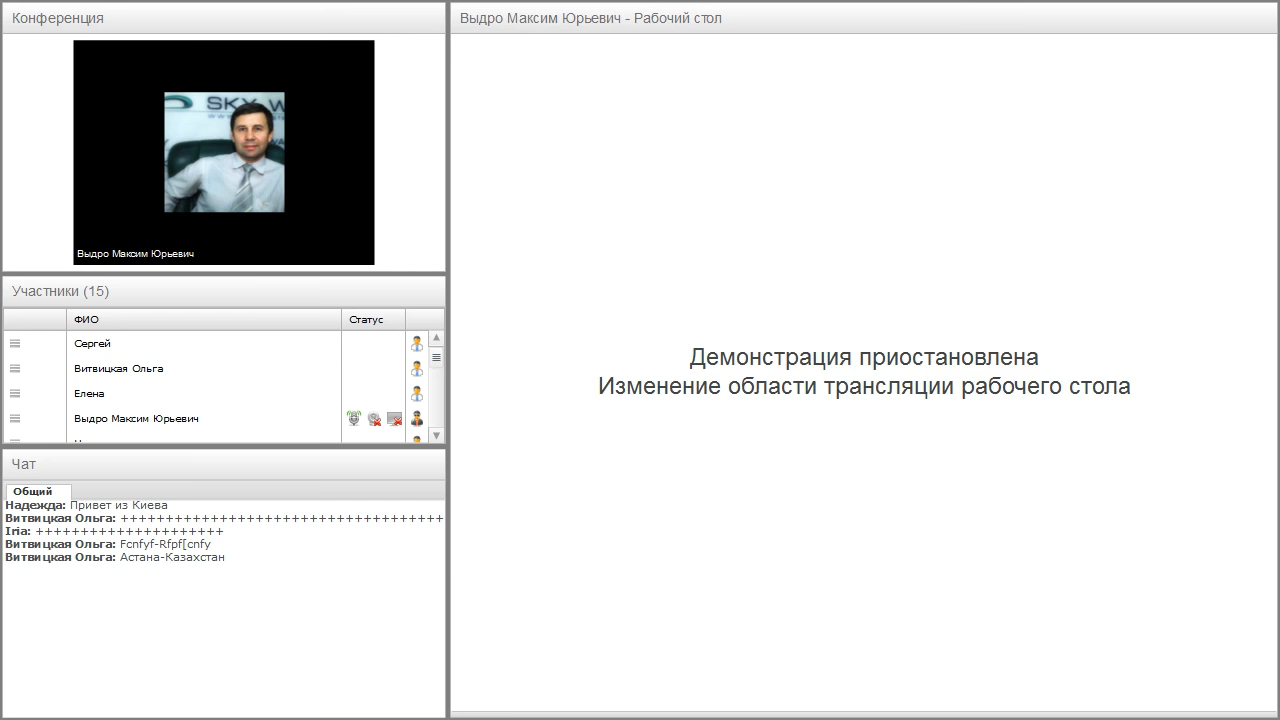 Конференция
SKY W
Выдро Максим Юрьевич
Участники (15)
ФИО Статус
Сергей
Витвицкая Ольга
Елена
Выдро Максим Юрьевич
Чат
Общий
Надежда: Привет из Киева
Витвицкая Ольга: ++++++++++++++++++++++++++++++++++++
Iria: +++++++++++++++++++++
Витвицкая Ольга: Fcnfyf-Rfpf[cnfy
Витвицкая Ольга: Астана-Казахстан
Выдро Максим Юрьевич - Рабочий стол
Демонстрация приостановлена
Изменение области трансляции рабочего стола